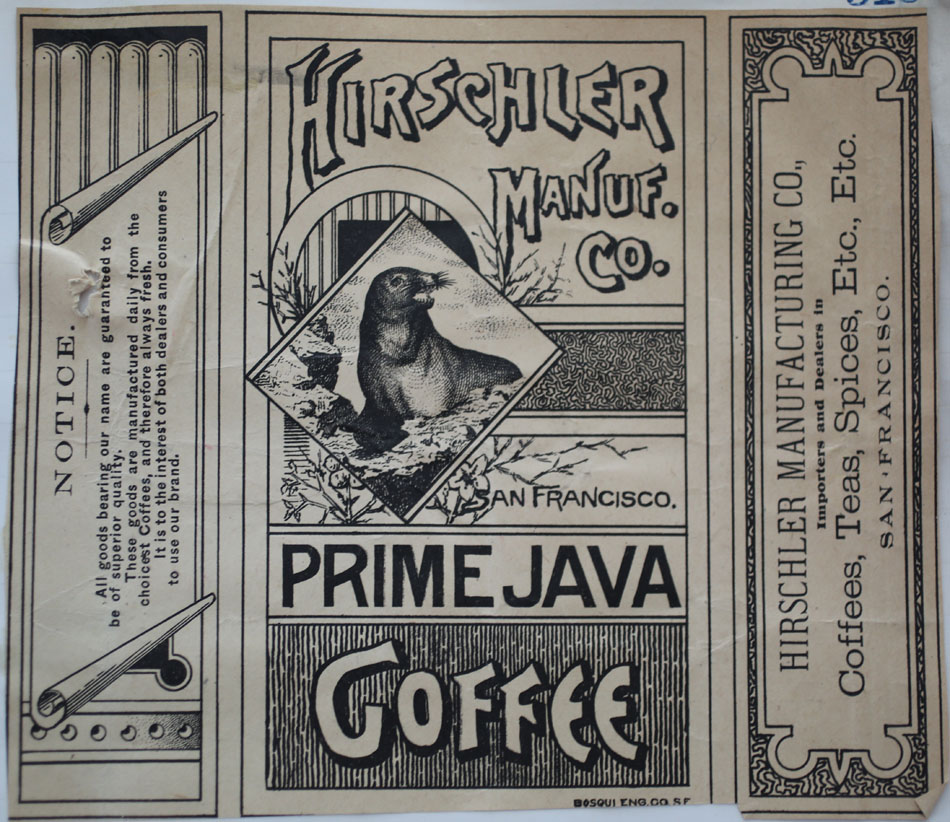 NOTICE.
All goods bearing our name are guaranteed to
be of superior quality.
These goods are manufactured daily from the
choicest Coffees, and therefore always fresh.
It is to the interest of both dealers and consumers
to use our brand.
HIRSCHLER
MANUF.
CO.
SAN FRANCISCO.
PRIME JAVA
COFFEE
BOSQUI ENG. CO. S.F.
HIRSCHLER MANUFACTURING CO.,
Importers and Dealers in
Coffees, Teas, Spices, Etc., Etc.
SAN·FRANCISCO.